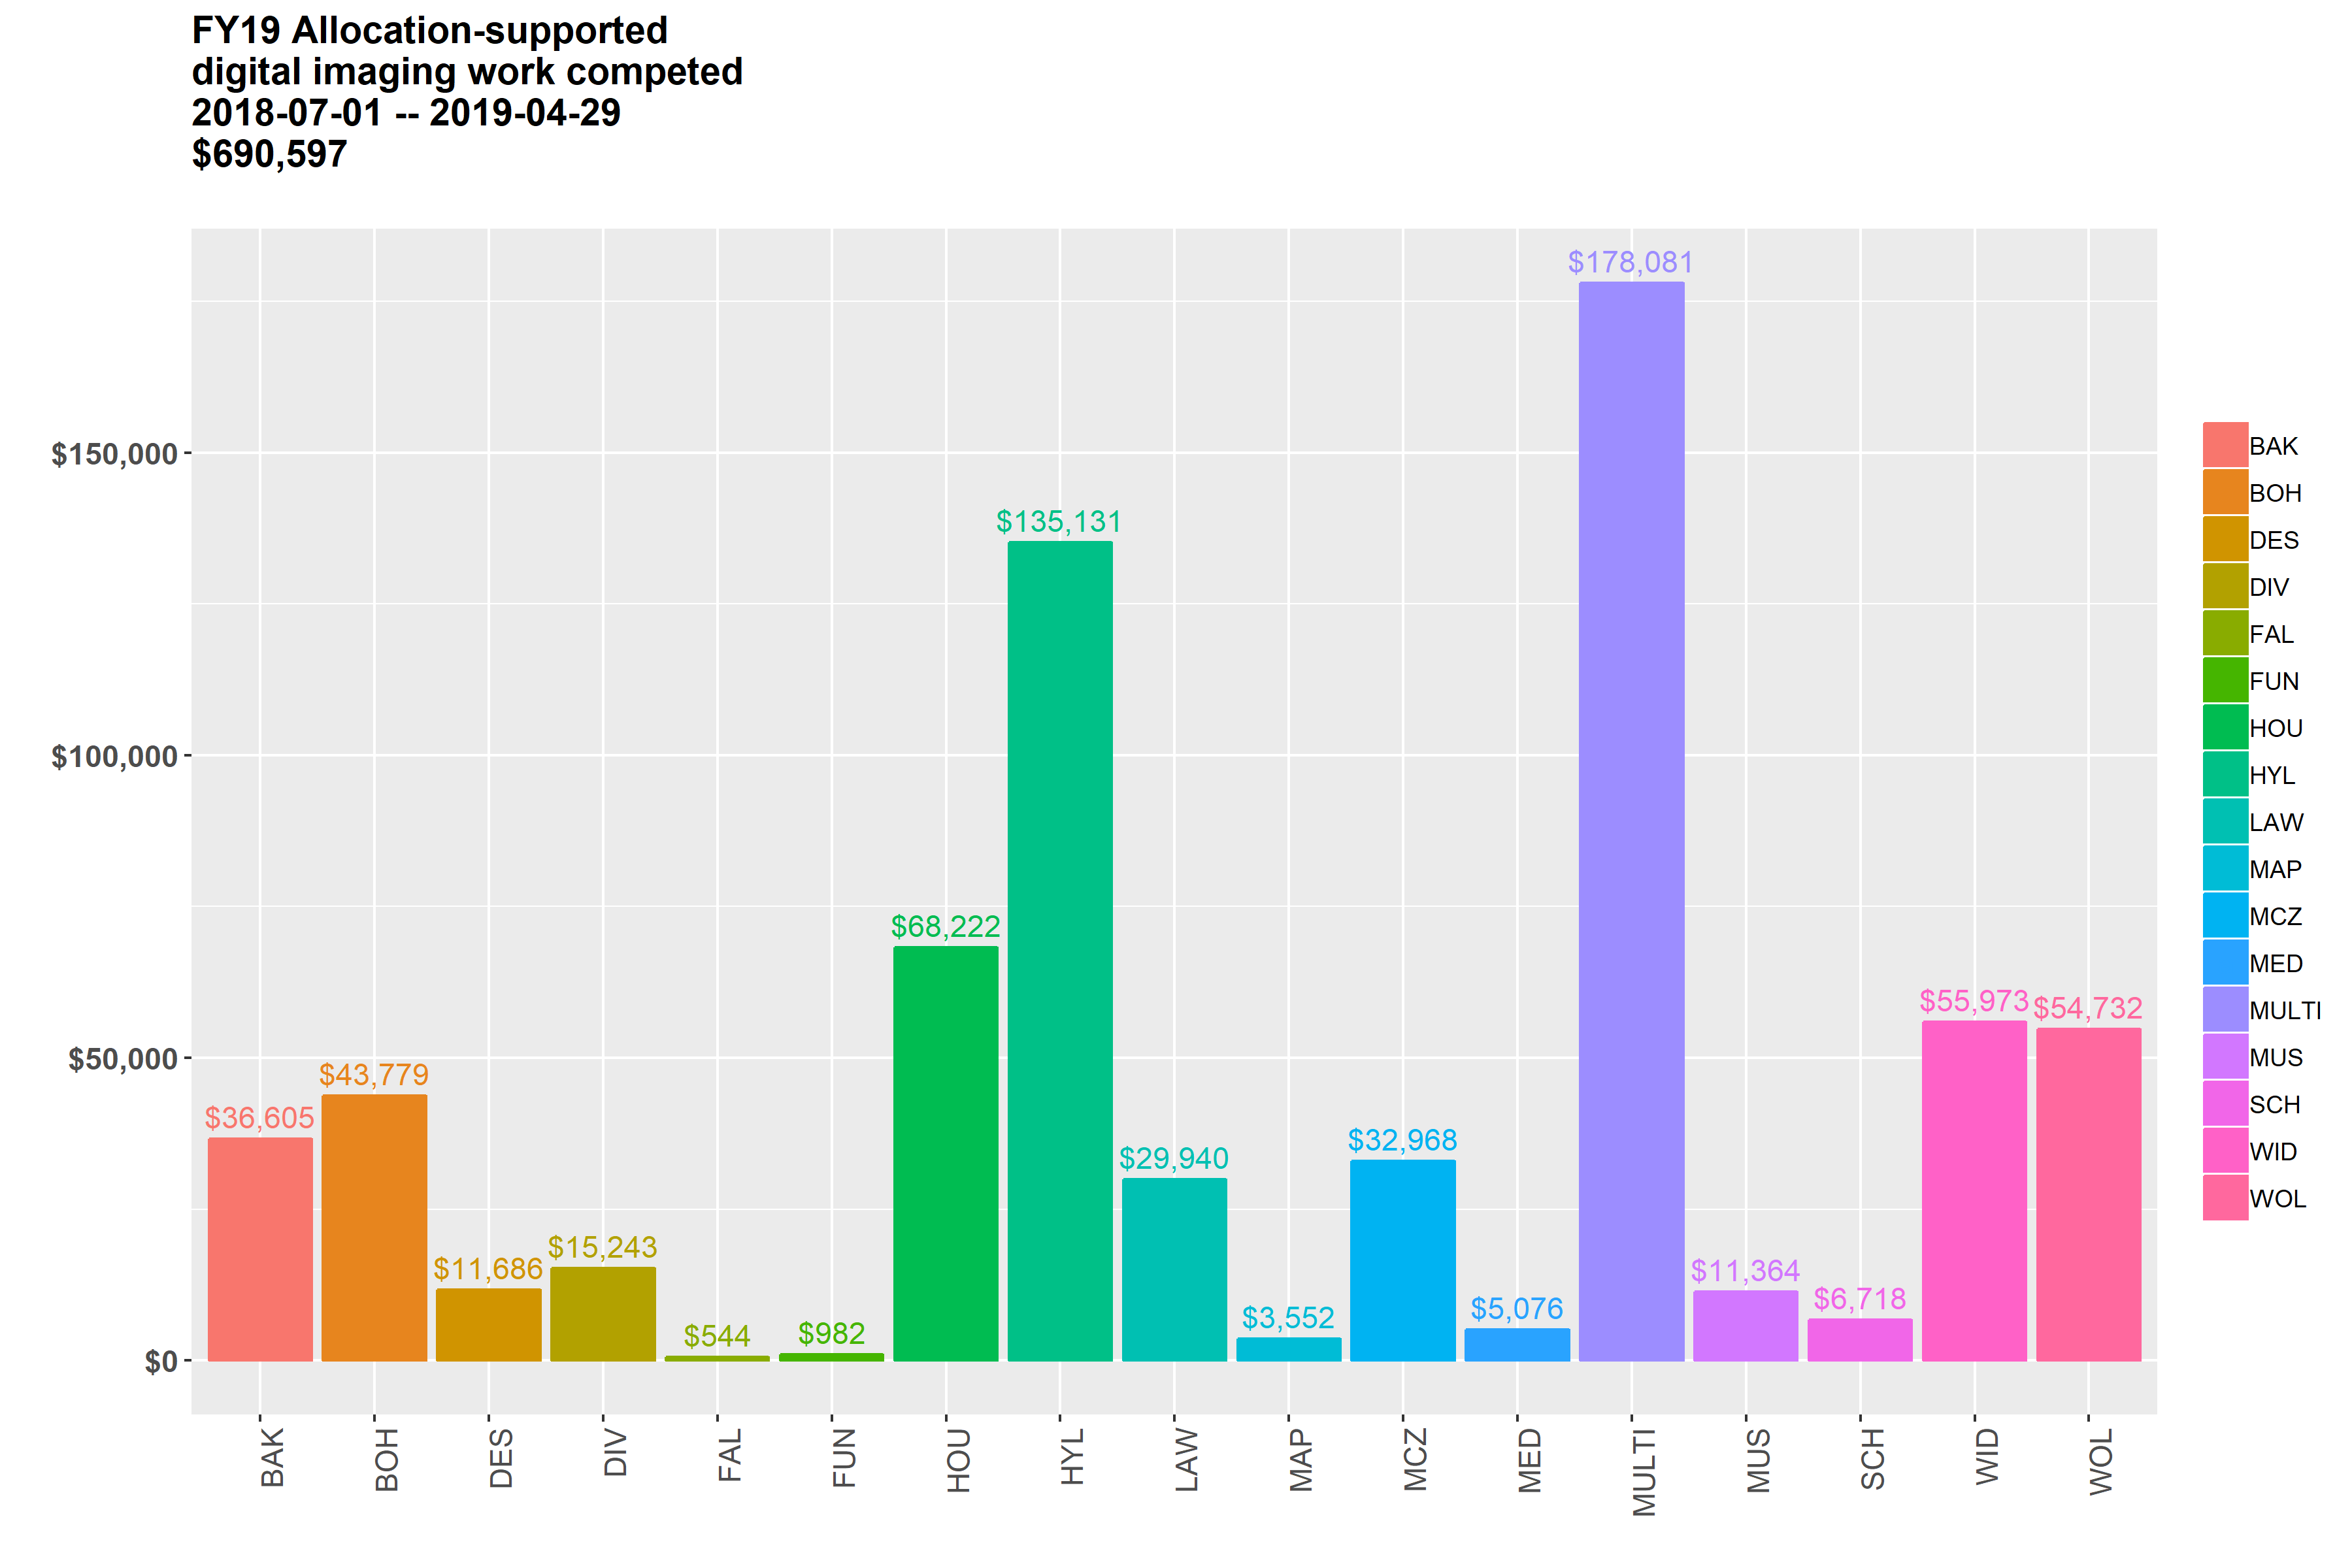 FY19 Allocation-supported
digital imaging work competed
2018-07-01 -- 2019-04-29
$690,597
$178,081
$150,000
$135,131
$100,000
$68,222
$55,973
$54,732
$50,000
$43,779
$36,605
$32,968
$29,940
$15,243
$11,686
$11,364
$6,718
$5,076
$3,552
$982
$544
$0
BAK
BOH
DES
DIV
FAL
FUN
HOU
HYL
LAW
MAP
MCZ
MED
MULTI
MUS
SCH
WID
WOL
BAK
BOH
DES
DIV
FAL
FUN
HOU
HYL
LAW
MAP
MCZ
MED
MULTI
MUS
SCH
WID
WOL